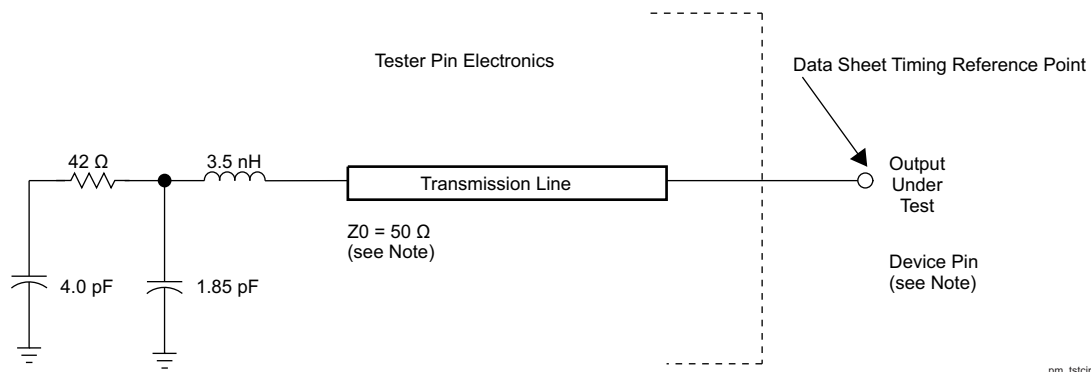 Tester Pin Electronics
Data Sheet Timing Reference Point
42 Ω
3.5 nH
Transmission Line
Output
Under
Test
Z0 = 50 Ω
(see Note)
4.0 pF
1.85 pF
Device Pin
(see Note)